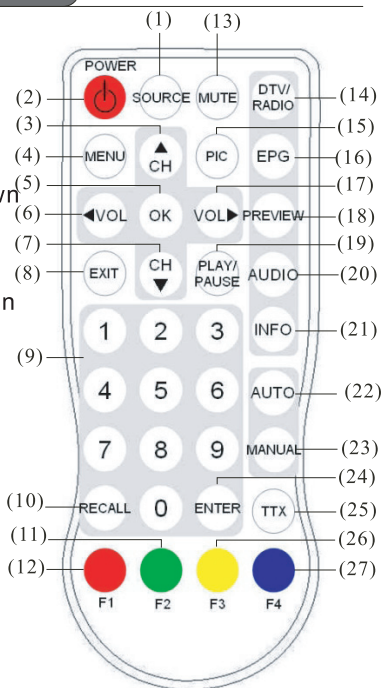 (1) (13)
POWER
(2) SOURCE MUTE DTV/ (14)
RADIO
(3) (15)
(4) MENU ▲ PIC EPG (16)
CH
(5) wn (17)
(6) ◀VOL OK VOL▶ PREVIEW (18)
(7) (19)
(8) EXIT CH PLAY/ AUDIO (20)
▼ PAUSE
n
1 2 3 INFO (21)
(9)
4 5 6 AUTO (22)
7 8 9 MANUAL (23)
(24)
(10) RECALL 0 ENTER TTX (25)
(11) (26)
(12) (27)
F1 F2 F3 F4